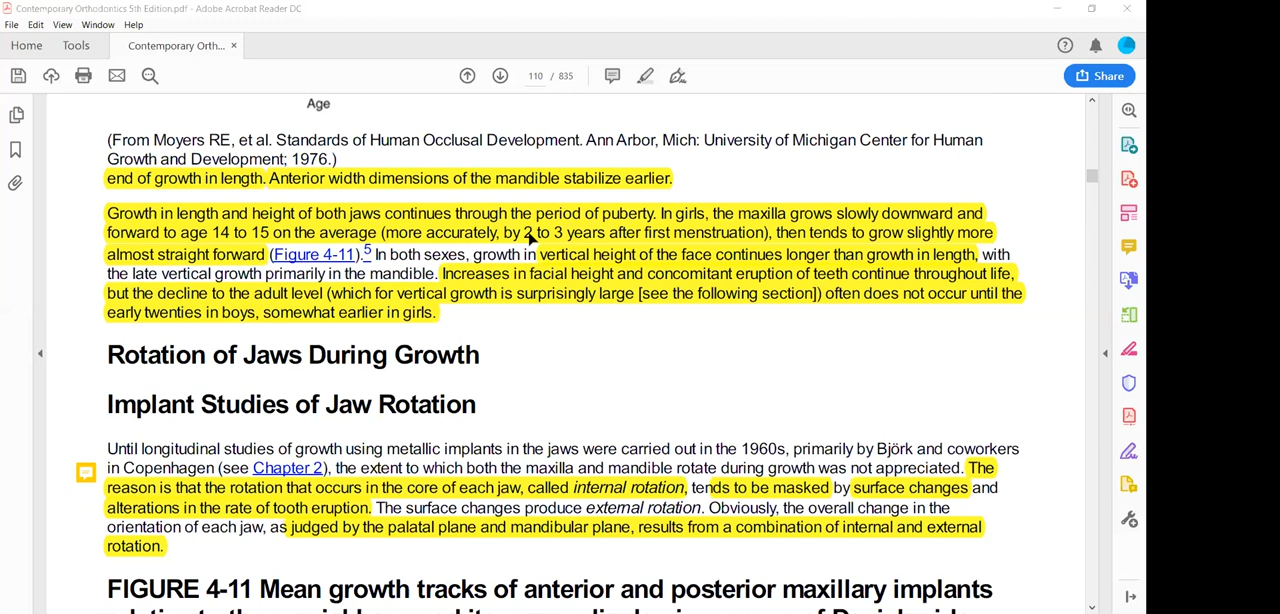 Contemporary Orthodontics 5th Edition.pdf - Adobe Acrobat Reader DC
File Edit View Window Help
Home Tools Contemporary Orth... ×
110 / 835
Share
Age
(From Moyers RE, et al. Standards of Human Occlusal Development. Ann Arbor, Mich: University of Michigan Center for Human
Growth and Development; 1976.)
end of growth in length. Anterior width dimensions of the mandible stabilize earlier.
Growth in length and height of both jaws continues through the period of puberty. In girls, the maxilla grows slowly downward and
forward to age 14 to 15 on the average (more accurately, by 2 to 3 years after first menstruation), then tends to grow slightly more
almost straight forward (Figure 4-11).5 In both sexes, growth in vertical height of the face continues longer than growth in length, with
the late vertical growth primarily in the mandible. Increases in facial height and concomitant eruption of teeth continue throughout life,
but the decline to the adult level (which for vertical growth is surprisingly large [see the following section]) often does not occur until the
early twenties in boys, somewhat earlier in girls.
Rotation of Jaws During Growth
Implant Studies of Jaw Rotation
Until longitudinal studies of growth using metallic implants in the jaws were carried out in the 1960s, primarily by Björk and coworkers
in Copenhagen (see Chapter 2), the extent to which both the maxilla and mandible rotate during growth was not appreciated. The
reason is that the rotation that occurs in the core of each jaw, called internal rotation, tends to be masked by surface changes and
alterations in the rate of tooth eruption. The surface changes produce external rotation. Obviously, the overall change in the
orientation of each jaw, as judged by the palatal plane and mandibular plane, results from a combination of internal and external
rotation.
FIGURE 4-11 Mean growth tracks of anterior and posterior maxillary implants